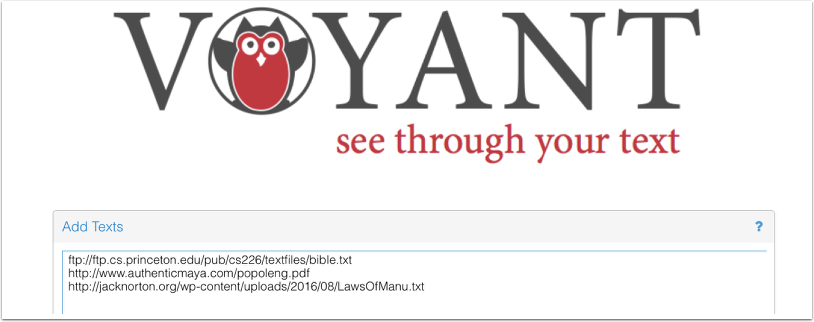 VOYANT
see through your text
Add Texts ?
ftp://ftp.cs.princeton.edu/pub/cs226/textfiles/bible.txt
http://www.authenticmaya.com/popoleng.pdf
http://jacknorton.org/wp-content/uploads/2016/08/LawsOfManu.txt